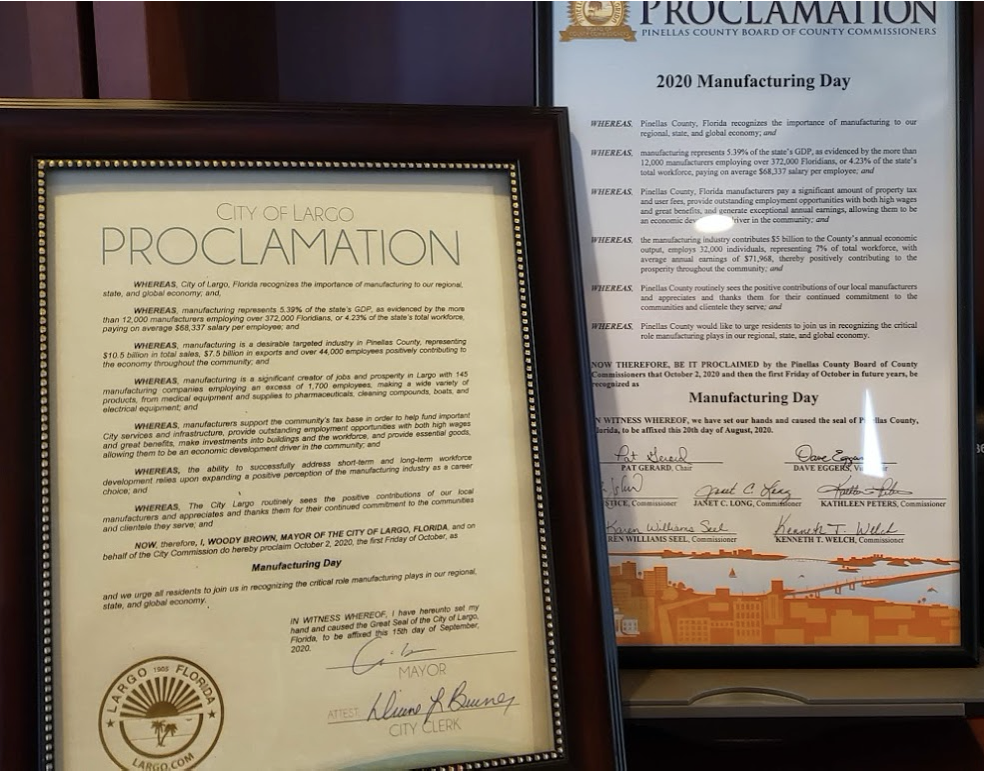 CITY OF LARGO
PROCLAMATION
WHEREAS, City of Largo, Florida recognizes the importance of manufacturing to our regional,
state, and global economy; and,
WHEREAS, manufacturing represents 5.39% of the state's GDP, as evidenced by the more
than 12,000 manufacturers employing over 372,000 Floridians, or 4.23% of the state's total workforce,
paying on average $68,337 salary per employee; and
WHEREAS, manufacturing is a desirable targeted industry in Pinellas County, representing
$10.5 billion in total sales, $7.5 billion in exports and over 44,000 employees positively contributing to
the economy throughout the community; and
WHEREAS, manufacturing is a significant creator of jobs and prosperity in Largo with 145
manufacturing companies employing an excess of 1,700 employees, making a wide variety of
products, from medical equipment and supplies to pharmaceuticals, cleaning compounds, boats, and
electrical equipment; and
WHEREAS, manufacturers support the community's tax base in order to help fund important
City services and infrastructure, provide outstanding employment opportunities with both high wages
and great benefits, make investments into buildings and the workforce, and provide essential goods,
allowing them to be an economic development driver in the community; and
WHEREAS, the ability to successfully address short-term and long-term workforce
development relies upon expanding a positive perception of the manufacturing industry as a career
choice; and
WHEREAS, The City Largo routinely sees the positive contributions of our local
manufacturers and appreciates and thanks them for their continued commitment to the communities
and clientele they serve; and
NOW, therefore, I, WOODY BROWN, MAYOR OF THE CITY OF LARGO, FLORIDA, and on
behalf of the City Commission do hereby proclaim October 2, 2020, the first Friday of October, as
Manufacturing Day
and we urge all residents to join us in recognizing the critical role manufacturing plays in our regional,
state, and global economy.
IN WITNESS WHEREOF, I have hereunto set my
hand and caused the Great Seal of the City of Largo,
Florida, to be affixed this 15th day of September,
2020.
MAYOR
ATTEST:
CITY CLERK
LARGO FLORIDA
1905
LARGO.COM
PROCLAMATION
PINELLAS COUNTY BOARD OF COUNTY COMMISSIONERS
2020 Manufacturing Day
WHEREAS, Pinellas County, Florida recognizes the importance of manufacturing to our
regional, state, and global economy; and
WHEREAS, manufacturing represents 5.39% of the state's GDP, as evidenced by the more than
12,000 manufacturers employing over 372,000 Floridians, or 4.23% of the state's
total workforce, paying on average $68,337 salary per employee; and
WHEREAS, Pinellas County, Florida manufacturers pay a significant amount of property tax
and user fees, provide outstanding employment opportunities with both high wages
and great benefits, and generate exceptional annual earnings, allowing them to be
an economic driver in the community; and
WHEREAS, the manufacturing industry contributes $5 billion to the County's annual economic
output, employs 32,000 individuals, representing 7% of total workforce, with
average annual earnings of $71,968, thereby positively contributing to the
prosperity throughout the community; and
WHEREAS, Pinellas County routinely sees the positive contributions of our local manufacturers
and appreciates and thanks them for their continued commitment to the
communities and clientele they serve; and
WHEREAS, Pinellas County would like to urge residents to join us in recognizing the critical
role manufacturing plays in our regional, state, and global economy.
NOW THEREFORE, BE IT PROCLAIMED by the Pinellas County Board of County
Commissioners that October 2, 2020 and then the first Friday of October in future years, be
recognized as
Manufacturing Day
IN WITNESS WHEREOF, we have set our hands and caused the seal of Pinellas County,
Florida, to be affixed this 20th day of August, 2020.
Pat Gerard
PAT GERARD, Chair
DAVE EGGERS,
Commissioner
Janet C. Long
JANET C. LONG, Commissioner
KATHLEEN PETERS, Commissioner
Karen Williams Seel
REN WILLIAMS SEEL, Commissioner
Kenneth T. Welch
KENNETH T. WELCH, Commissioner